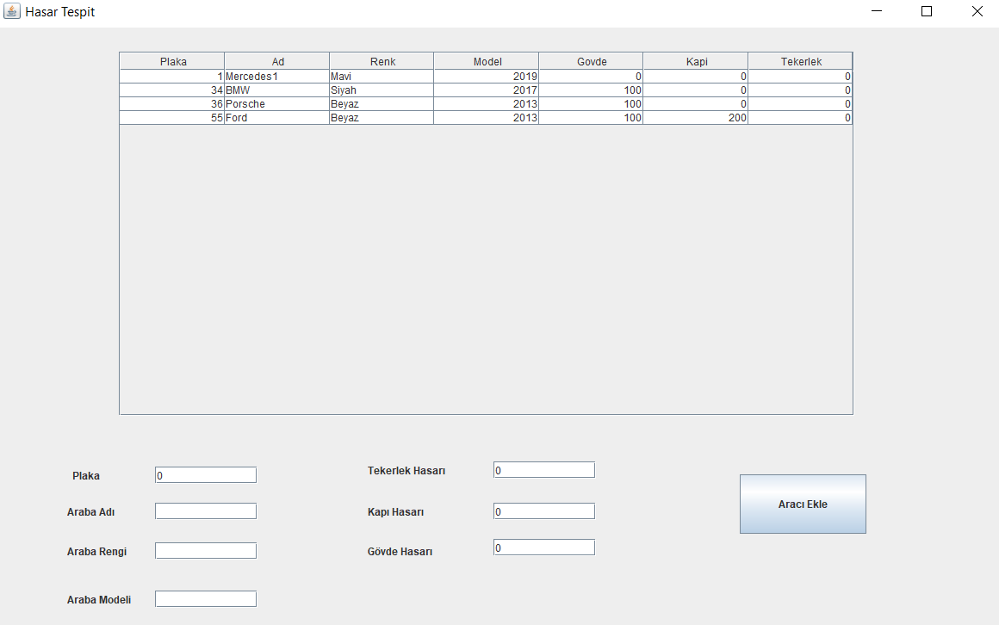 Hasar Tespit
Plaka Ad Renk Model Govde Kapi Tekerlek
1 Mercedes1 Mavi 2019 0 0 0
34 BMW Siyah 2017 100 0 0
36 Porsche Beyaz 2013 100 0 0
55 Ford Beyaz 2013 100 200 0
Plaka 0 Tekerlek Hasarı 0
Araba Adı Kapı Hasarı 0
Aracı Ekle
Araba Rengi Gövde Hasarı 0
Araba Modeli